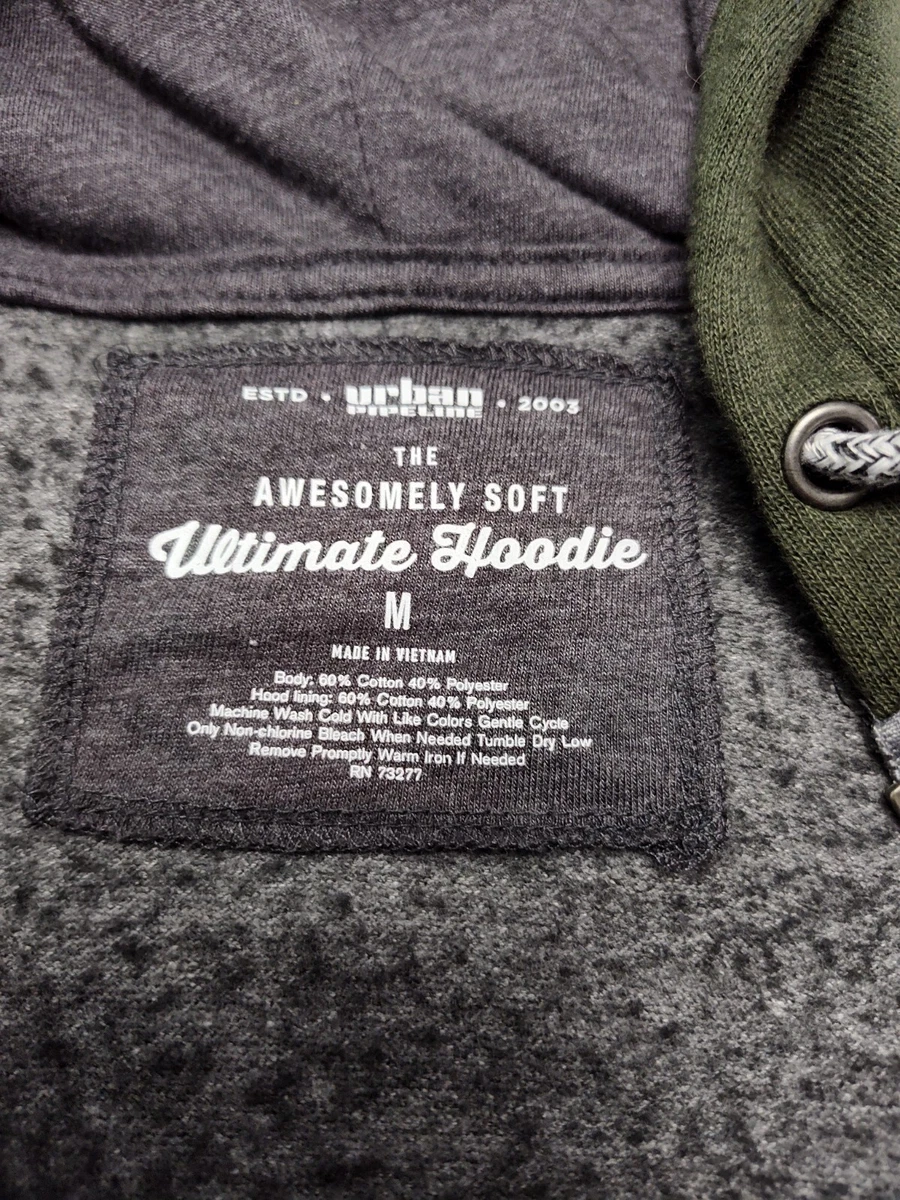 ESTD • urban • 2003
PIPELINE
THE
AWESOMELY SOFT
Ultimate Hoodie
M
MADE IN VIETNAM
Body: 60% Cotton 40% Polyester
Hood lining: 60% Cotton 40% Polyester
Machine Wash Cold With Like Colors Gentle Cycle
Only Non-chlorine Bleach When Needed Tumble Dry Low
Remove Promptly Warm Iron If Needed
RN 73277